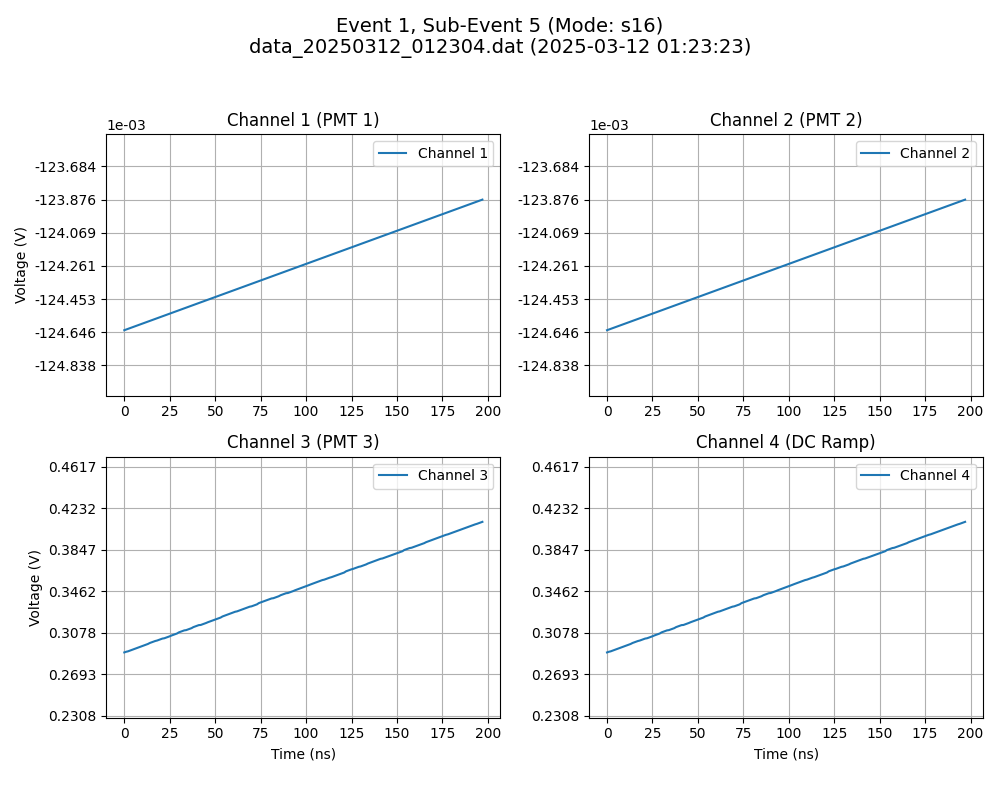 Event 1, Sub-Event 5 (Mode: s16)
data_20250312_012304.dat (2025-03-12 01:23:23)
Channel 1 (PMT 1)
1e-03
Channel 1
-123.684
-123.876
-124.069
-124.261
-124.453
-124.646
-124.838
Voltage (V)
0 25 50 75 100 125 150 175 200
Channel 2 (PMT 2)
1e-03
Channel 2
-123.684
-123.876
-124.069
-124.261
-124.453
-124.646
-124.838
0 25 50 75 100 125 150 175 200
Channel 3 (PMT 3)
Channel 3
0.4617
0.4232
0.3847
0.3462
0.3078
0.2693
0.2308
Voltage (V)
0 25 50 75 100 125 150 175 200
Time (ns)
Channel 4 (DC Ramp)
Channel 4
0.4617
0.4232
0.3847
0.3462
0.3078
0.2693
0.2308
0 25 50 75 100 125 150 175 200
Time (ns)